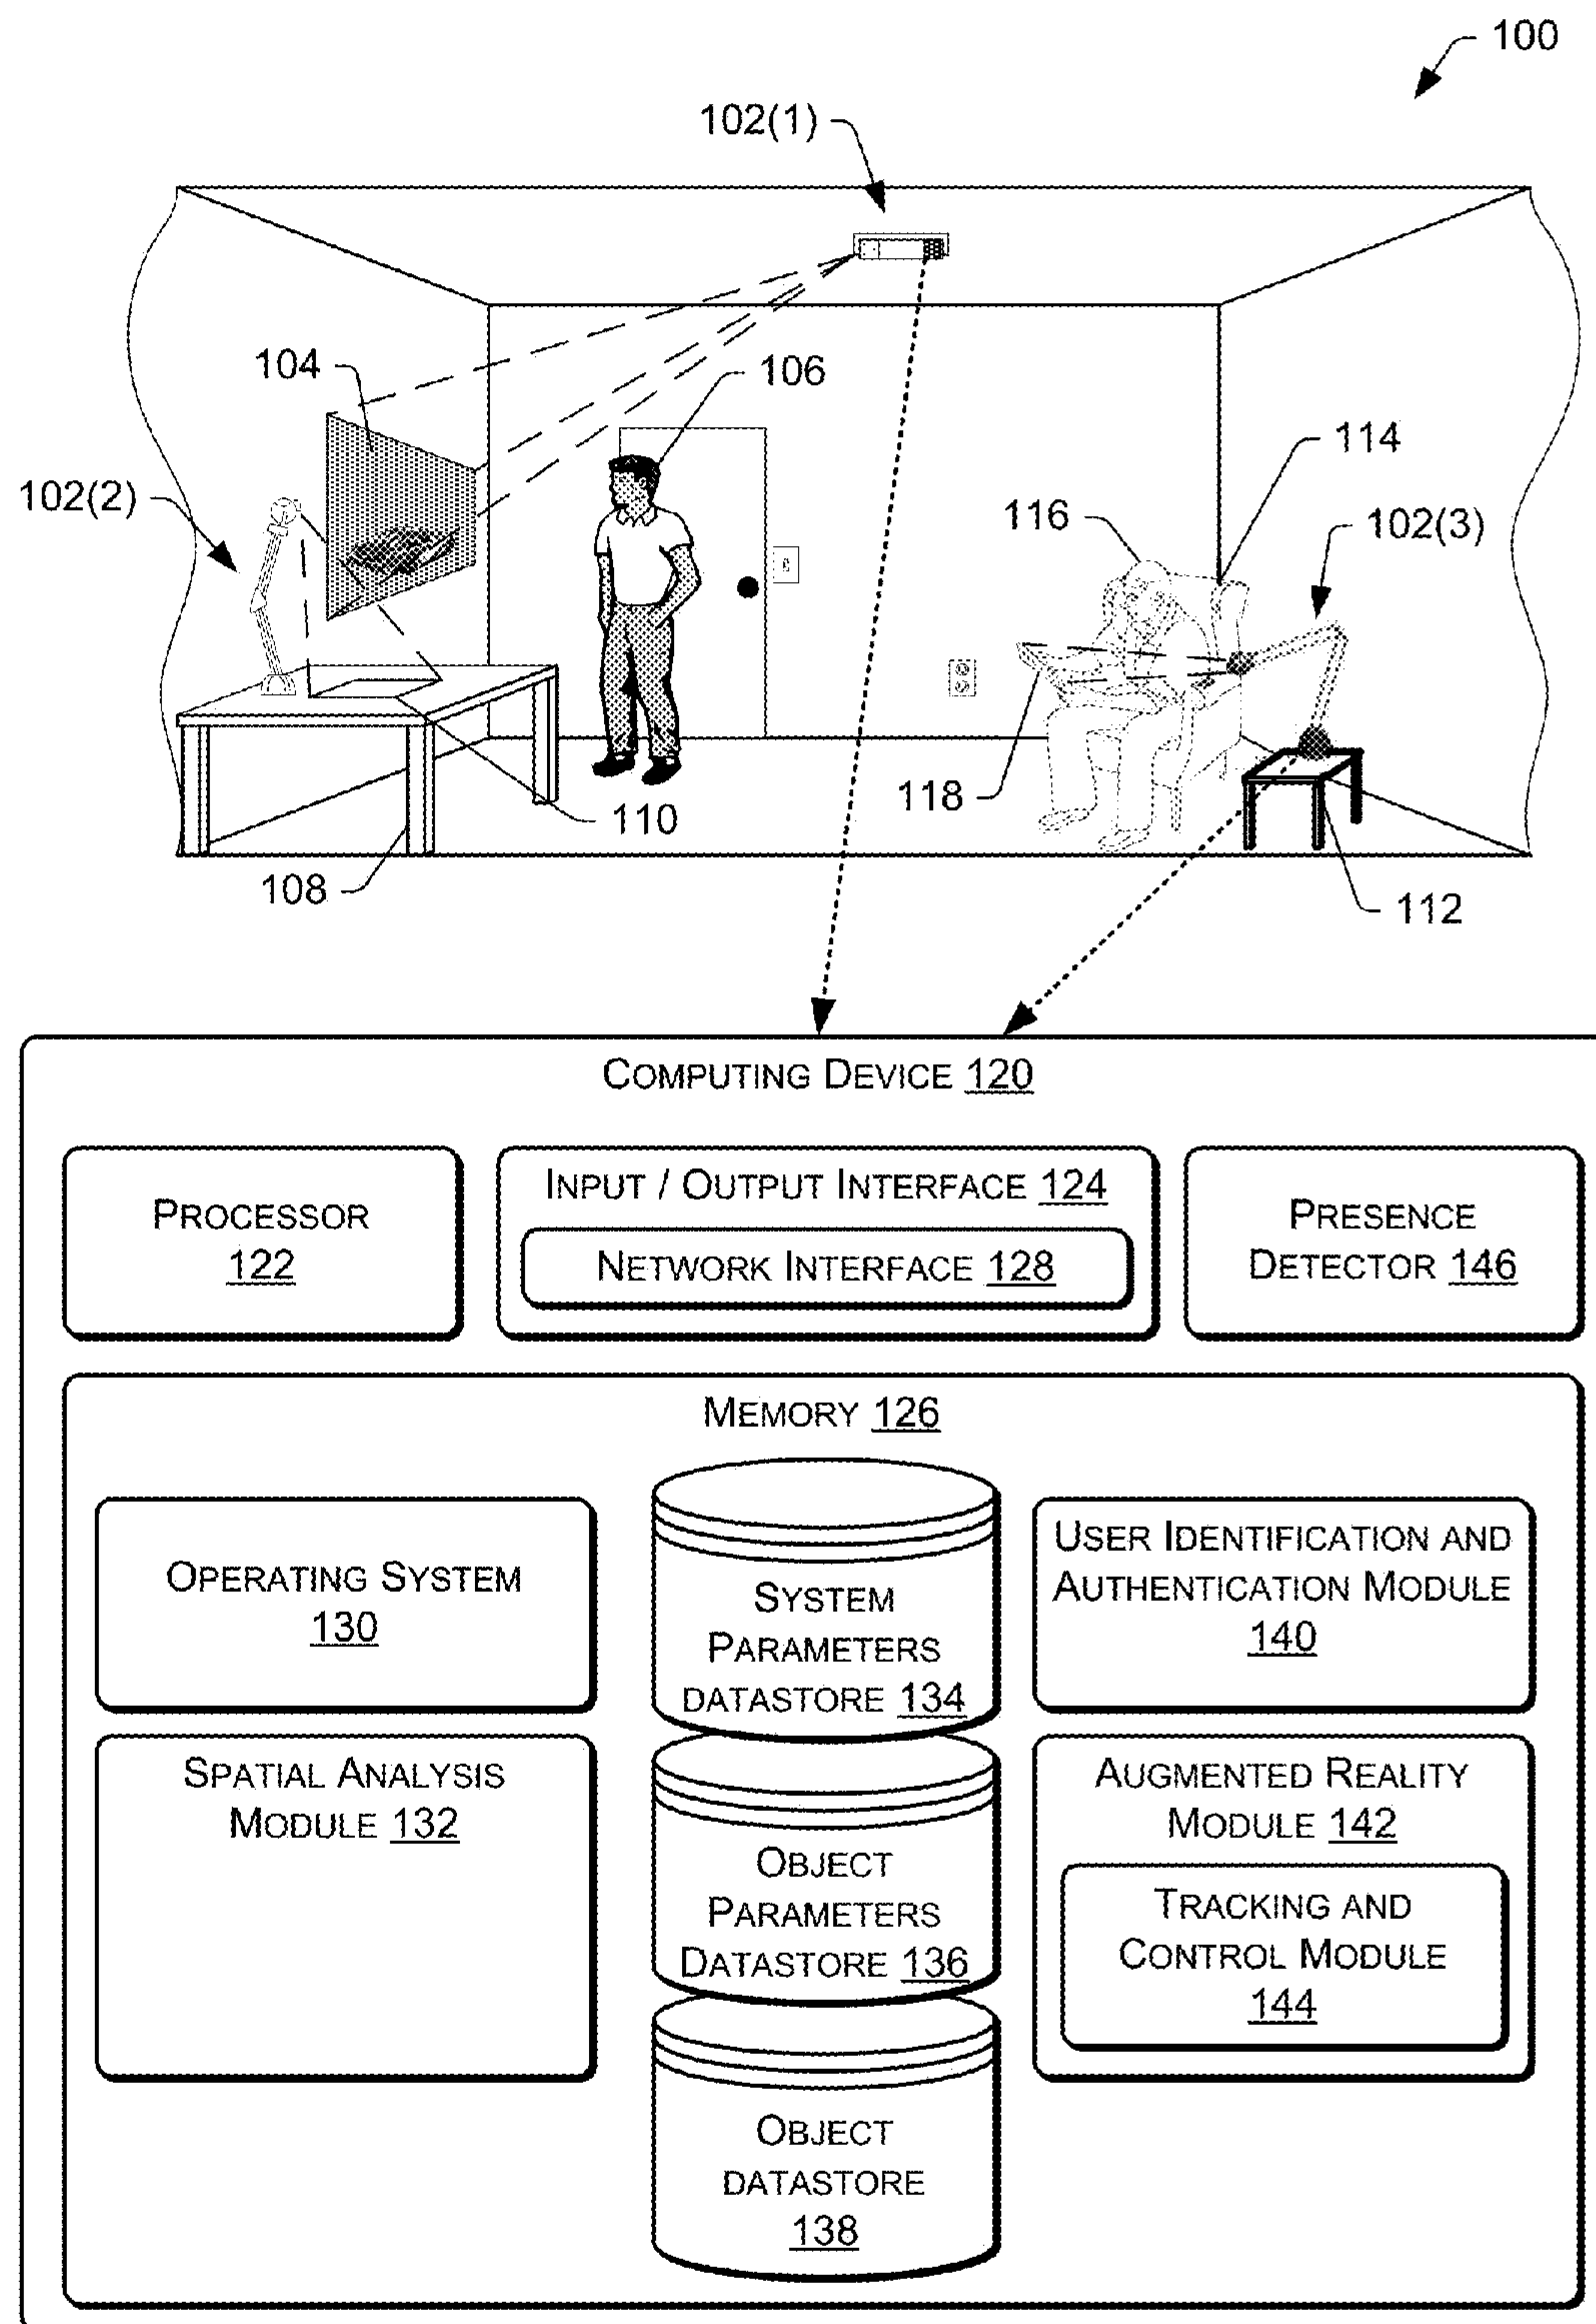 100
102(1)
104
106
114
102(2)
116
102(3)
118
110
108
112
COMPUTING DEVICE 120
PROCESSOR
122
INPUT / OUTPUT INTERFACE 124
NETWORK INTERFACE 128
PRESENCE
DETECTOR 146
MEMORY 126
OPERATING SYSTEM
130
SPATIAL ANALYSIS
MODULE 132
SYSTEM
PARAMETERS
DATASTORE 134
OBJECT
PARAMETERS
DATASTORE 136
OBJECT
DATASTORE
138
USER IDENTIFICATION AND
AUTHENTICATION MODULE
140
AUGMENTED REALITY
MODULE 142
TRACKING AND
CONTROL MODULE
144